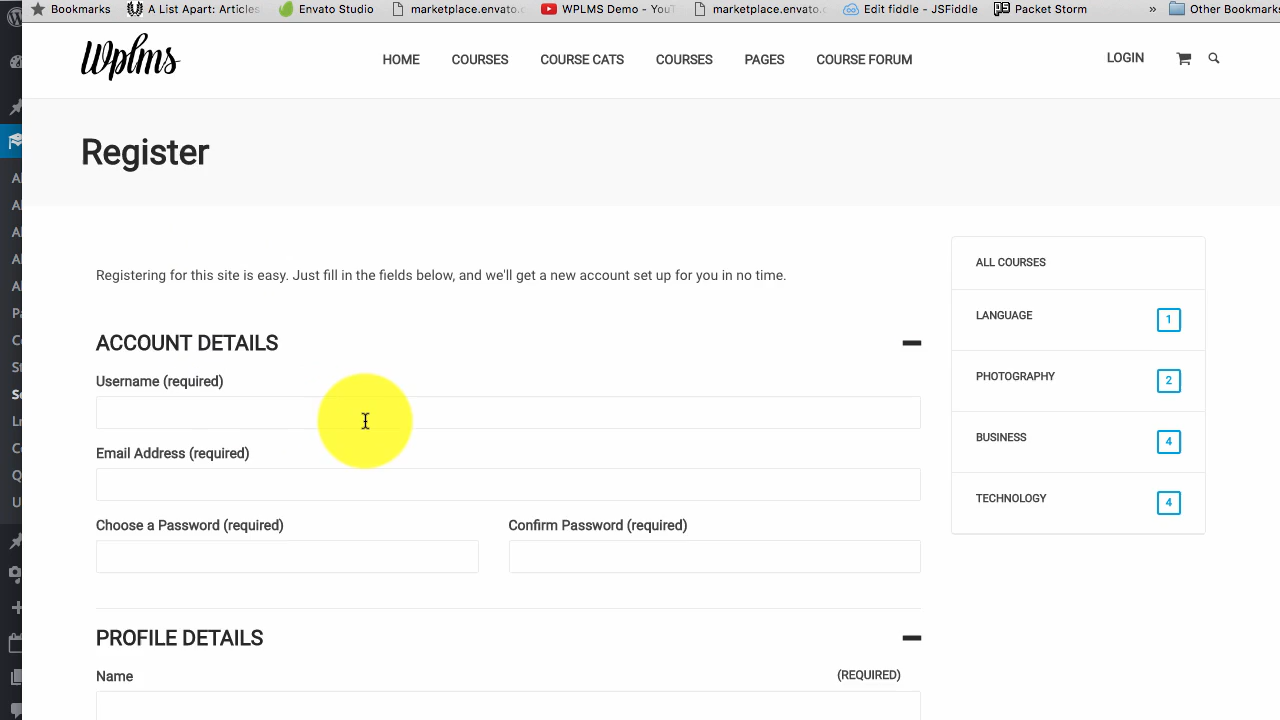 Bookmarks A List Apart: Articles Envato Studio marketplace.envato.c WPLMS Demo - YouT marketplace.envato.c Edit fiddle - JSFiddle Packet Storm » Other Bookmarks
Wplms HOME COURSES COURSE CATS COURSES PAGES COURSE FORUM LOGIN
Register
Registering for this site is easy. Just fill in the fields below, and we'll get a new account set up for you in no time.
ACCOUNT DETAILS
Username (required)
Email Address (required)
Choose a Password (required) Confirm Password (required)
PROFILE DETAILS
Name (REQUIRED)
ALL COURSES
LANGUAGE 1
PHOTOGRAPHY 2
BUSINESS 4
TECHNOLOGY 4